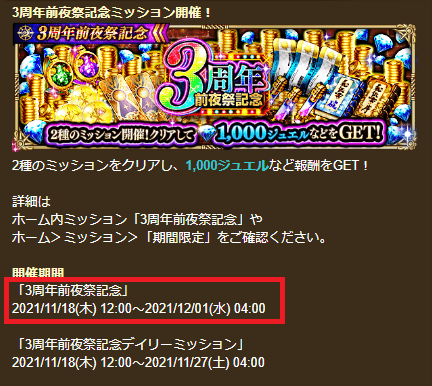 3周年前夜祭記念ミッション開催！
3周年前夜祭記念
3周年
前夜祭記念
2種のミッション開催!クリアして
1,000ジュエルなどをGET!
2種のミッションをクリアし、1,000ジュエルなど報酬をGET！
詳細は
ホーム内ミッション「3周年前夜祭記念」や
ホーム＞ミッション＞「期間限定」をご確認ください。
開催期間
「3周年前夜祭記念」
2021/11/18(木) 12:00～2021/12/01(水) 04:00
「3周年前夜祭記念デイリーミッション」
2021/11/18(木) 12:00～2021/11/27(土) 04:00